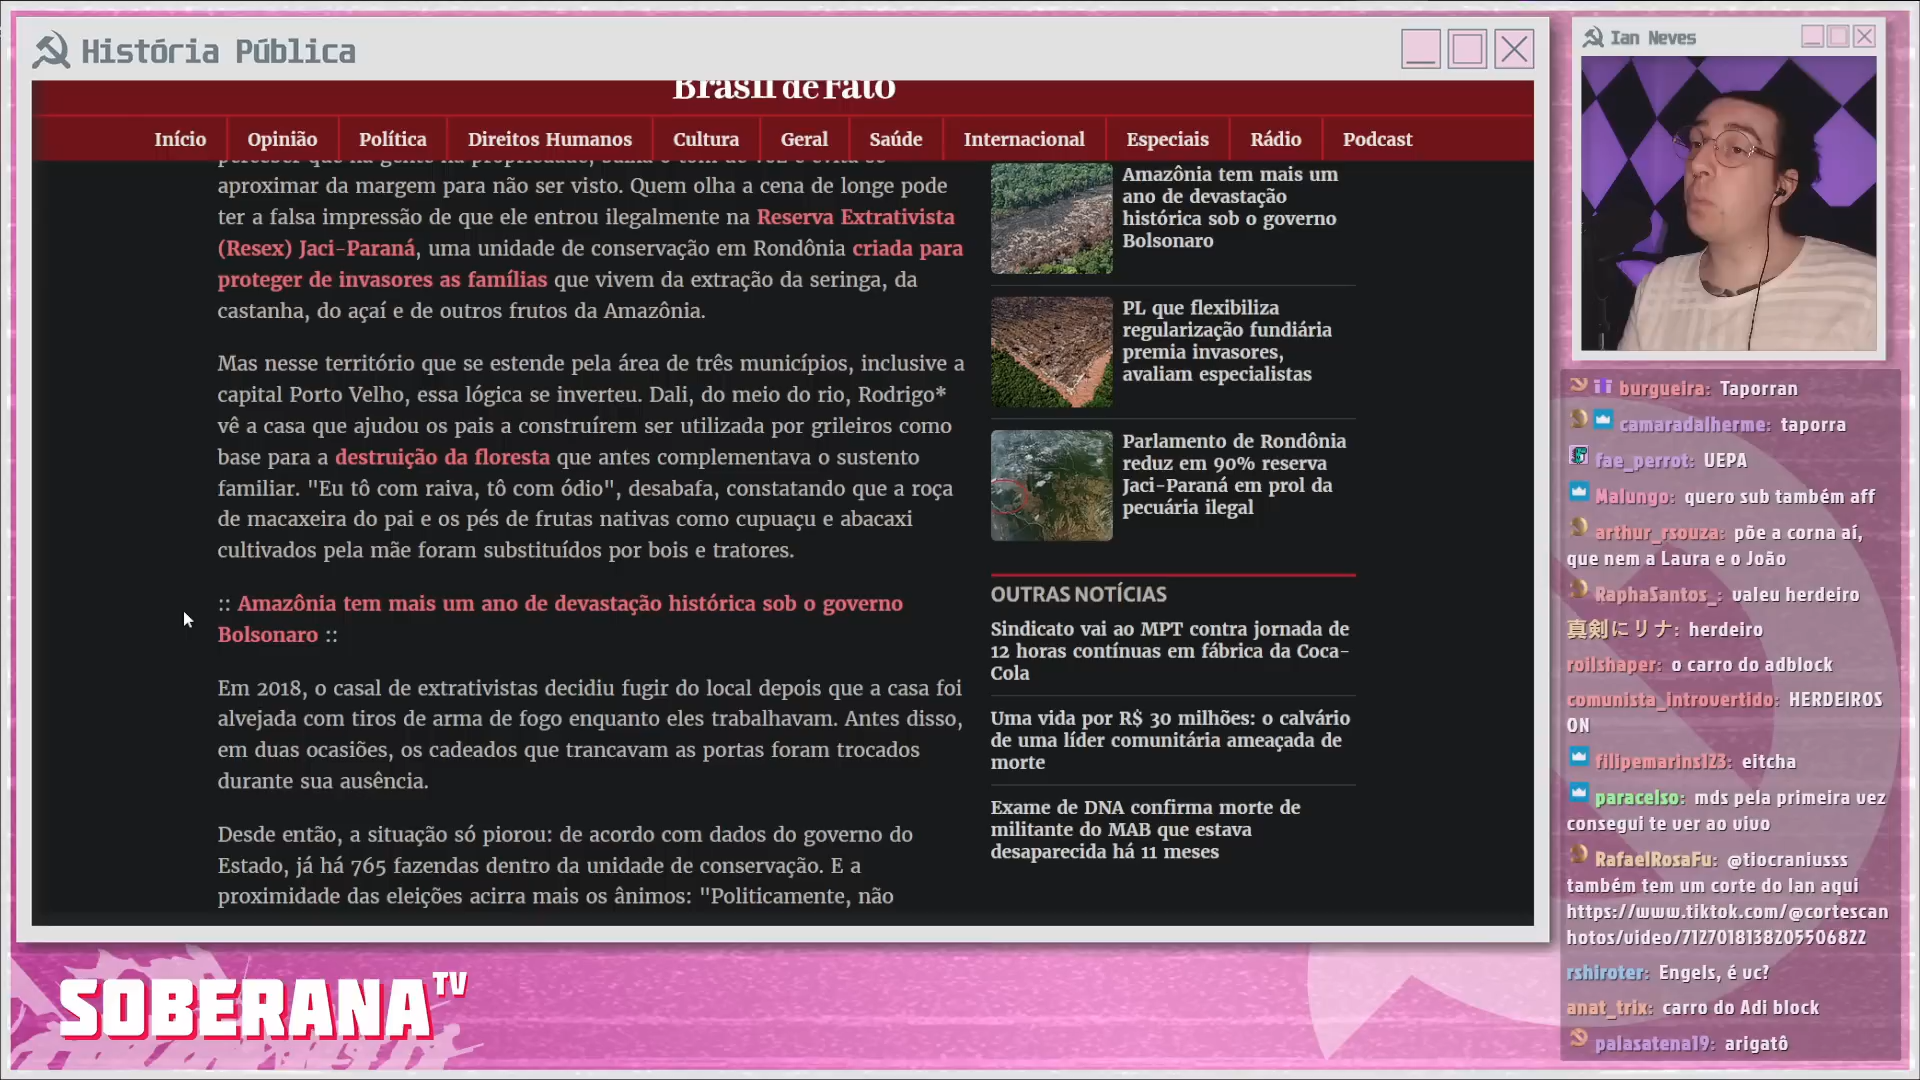 História Pública
Brasil de Fato
Início
Opinião
Política
Direitos Humanos
Cultura
Geral
Saúde
Internacional
Especiais
Rádio
Podcast
aproximar da margem para não ser visto. Quem olha a cena de longe pode
ter a falsa impressão de que ele entrou ilegalmente na Reserva Extrativista
(Resex) Jaci-Paraná, uma unidade de conservação em Rondônia criada para
proteger de invasores as famílias que vivem da extração da seringa, da
castanha, do açaí e de outros frutos da Amazônia.
Mas nesse território que se estende pela área de três municípios, inclusive a
capital Porto Velho, essa lógica se inverteu. Dali, do meio do rio, Rodrigo*
vê a casa que ajudou os pais a construírem ser utilizada por grileiros como
base para a destruição da floresta que antes complementava o sustento
familiar. "Eu tô com raiva, tô com ódio", desabafa, constatando que a roça
de macaxeira do pai e os pés de frutas nativas como cupuaçu e abacaxi
cultivados pela mãe foram substituídos por bois e tratores.
:: Amazônia tem mais um ano de devastação histórica sob o governo
Bolsonaro ::
Em 2018, o casal de extrativistas decidiu fugir do local depois que a casa foi
alvejada com tiros de arma de fogo enquanto eles trabalhavam. Antes disso,
em duas ocasiões, os cadeados que trancavam as portas foram trocados
durante sua ausência.
Desde então, a situação só piorou: de acordo com dados do governo do
Estado, já há 765 fazendas dentro da unidade de conservação. E a
proximidade das eleições acirra mais os ânimos: "Politicamente, não
Amazônia tem mais um
ano de devastação
histórica sob o governo
Bolsonaro
PL que flexibiliza
regularização fundiária
premia invasores,
avaliam especialistas
Parlamento de Rondônia
reduz em 90% reserva
Jaci-Paraná em prol da
pecuária ilegal
OUTRAS NOTÍCIAS
Sindicato vai ao MPT contra jornada de
12 horas contínuas em fábrica da Coca-
Cola
Uma vida por R$ 30 milhões: o calvário
de uma líder comunitária ameaçada de
morte
Exame de DNA confirma morte de
militante do MAB que estava
desaparecida há 11 meses
Ian Neves
burgueira: Taporran
camaradalherme: taporra
fae_perrot: UEPA
Malungo: quero sub também aff
arthur_rsouza: põe a corna aí,
que nem a Laura e o João
RaphaSantos_: valeu herdeiro
真剣にリナ: herdeiro
roilshaper: o carro do adblock
comunista_introvertido: HERDEIROS
ON
filipemarins123: eitcha
paracelso: mds pela primeira vez
consegui te ver ao vivo
RafaelRosaFu: @tiocraniusss
também tem um corte do Ian aqui
https://www.tiktok.com/@cortescan
hotos/video/7127018138205506822
rshiroter: Engels, é uc?
anat_trix: carro do Adi block
palasatena19: arigatô
SOBERANA TV